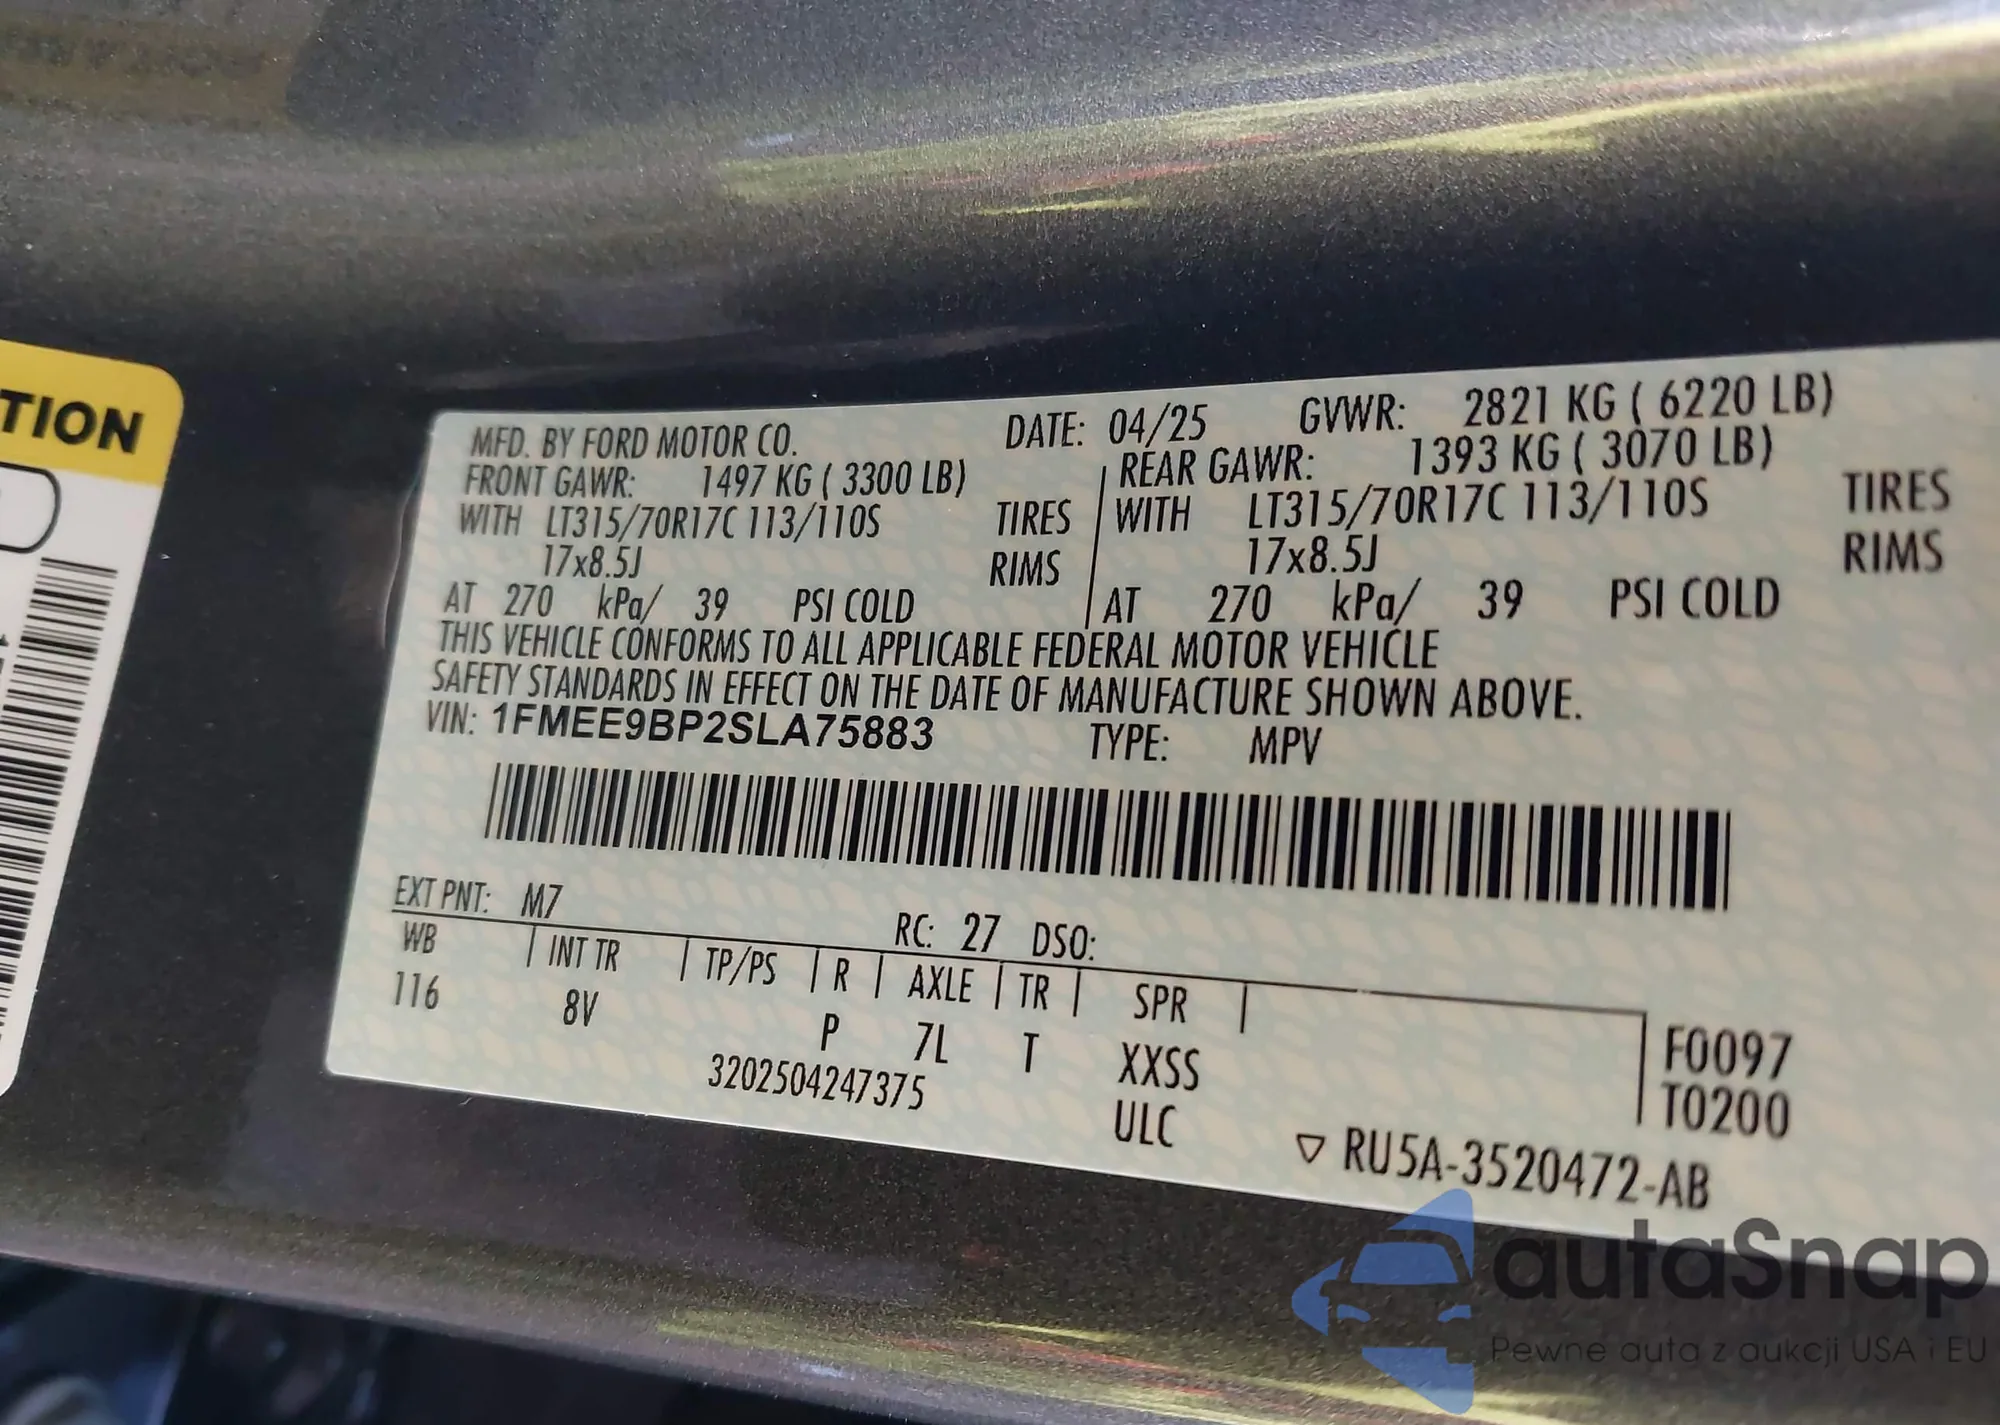 TION
MFD. BY FORD MOTOR CO. DATE: 04/25 GVWR: 2821 KG ( 6220 LB)
FRONT GAWR: 1497 KG ( 3300 LB) REAR GAWR: 1393 KG ( 3070 LB)
WITH LT315/70R17C 113/110S TIRES WITH LT315/70R17C 113/110S TIRES
17x8.5J RIMS 17x8.5J RIMS
AT 270 kPa/ 39 PSI COLD AT 270 kPa/ 39 PSI COLD
THIS VEHICLE CONFORMS TO ALL APPLICABLE FEDERAL MOTOR VEHICLE
SAFETY STANDARDS IN EFFECT ON THE DATE OF MANUFACTURE SHOWN ABOVE.
VIN: 1FMEE9BP2SLA75883 TYPE: MPV
EXT PNT: M7 RC: 27 DSO:
WB INT TR TP/PS R AXLE TR SPR
116 8V P 7L T XXSS F0097
3202504247375 ULC T0200
▽ RU5A-3520472-AB
autaSnap
Pewne auta z aukcji USA i EU